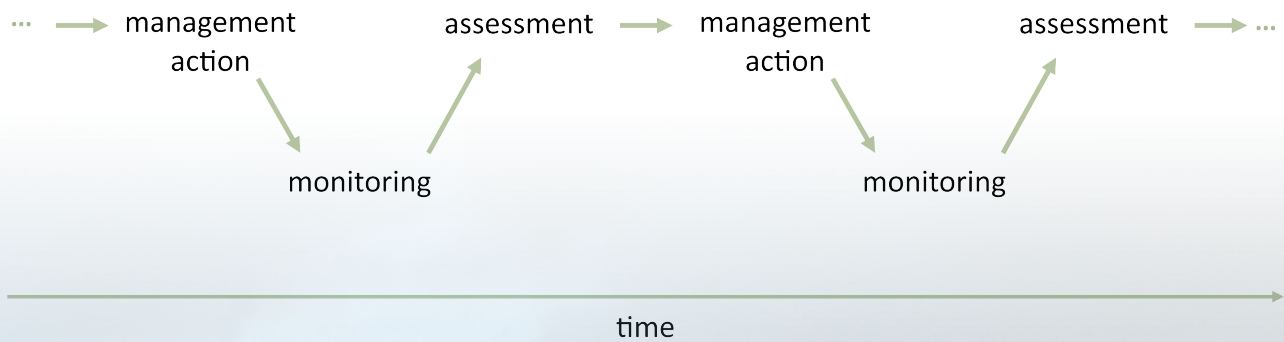 ... management assessment management assessment ...
action action
monitoring monitoring
time